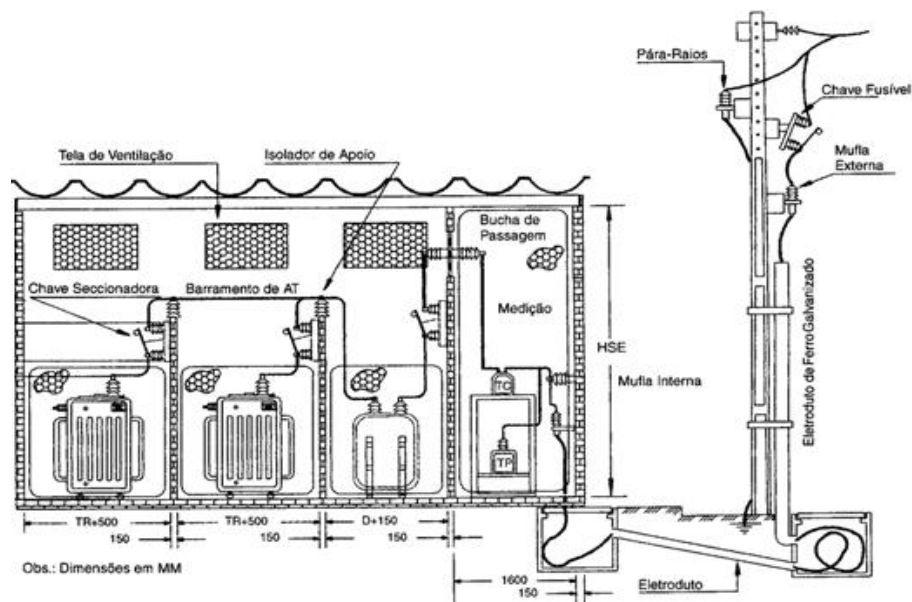 Pára-Raios
Chave Fusível
Mufla
Externa
Tela de Ventilação
Isolador de Apoio
Bucha de
Passagem
Chave Seccionadora
Barramento de AT
Medição
HSE
Mufla Interna
Eletroduto de Ferro Galvanizado
TC
TP
TR+500
TR+500
D+150
150
150
150
Obs.: Dimensões em MM
1600
150
Eletroduto